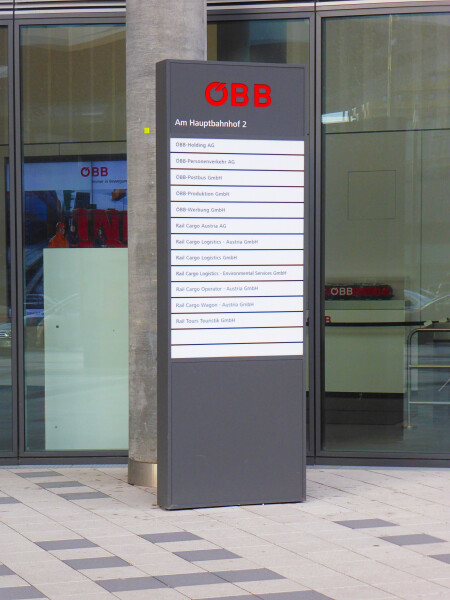 ÖBB
Am Hauptbahnhof 2
ÖBB-Holding AG
ÖBB-Personenverkehr AG
ÖBB-Postbus GmbH
ÖBB-Produktion GmbH
ÖBB-Werbung GmbH
Rail Cargo Austria AG
Rail Cargo Logistics - Austria GmbH
Rail Cargo Logistics GmbH
Rail Cargo Logistics - Environmental Services GmbH
Rail Cargo Operator - Austria GmbH
Rail Cargo Wagon - Austria GmbH
Rail Tours Touristik GmbH
ÖBB
ÖBB